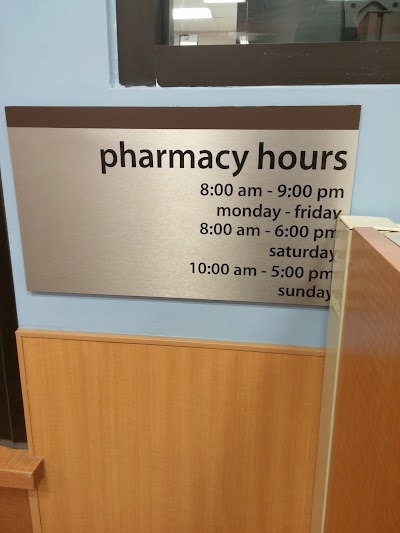 pharmacy hours
8:00 am - 9:00 pm
monday - friday
8:00 am - 6:00 pm
saturday
10:00 am - 5:00 pm
sunday